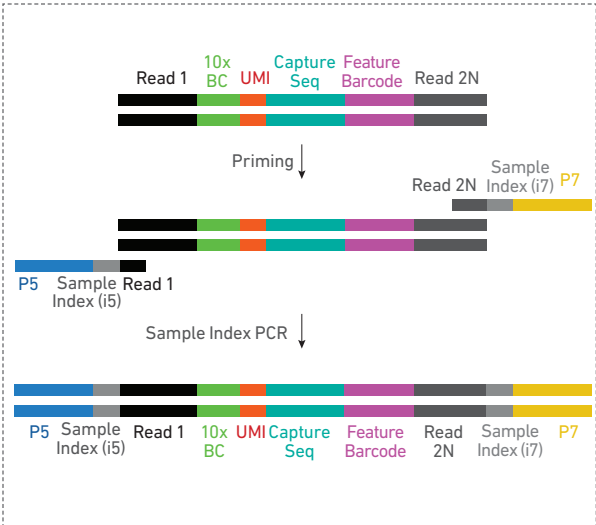 10x Capture Feature
Read 1 BC UMI Seq Barcode Read 2N
Priming
Sample
Read 2N Index (i7) P7
P5 Sample Read 1
Index (i5)
Sample Index PCR
P5 Sample Read 1 10x UMI Capture Feature Read Sample P7
Index (i5) BC Seq Barcode 2N Index (i7)